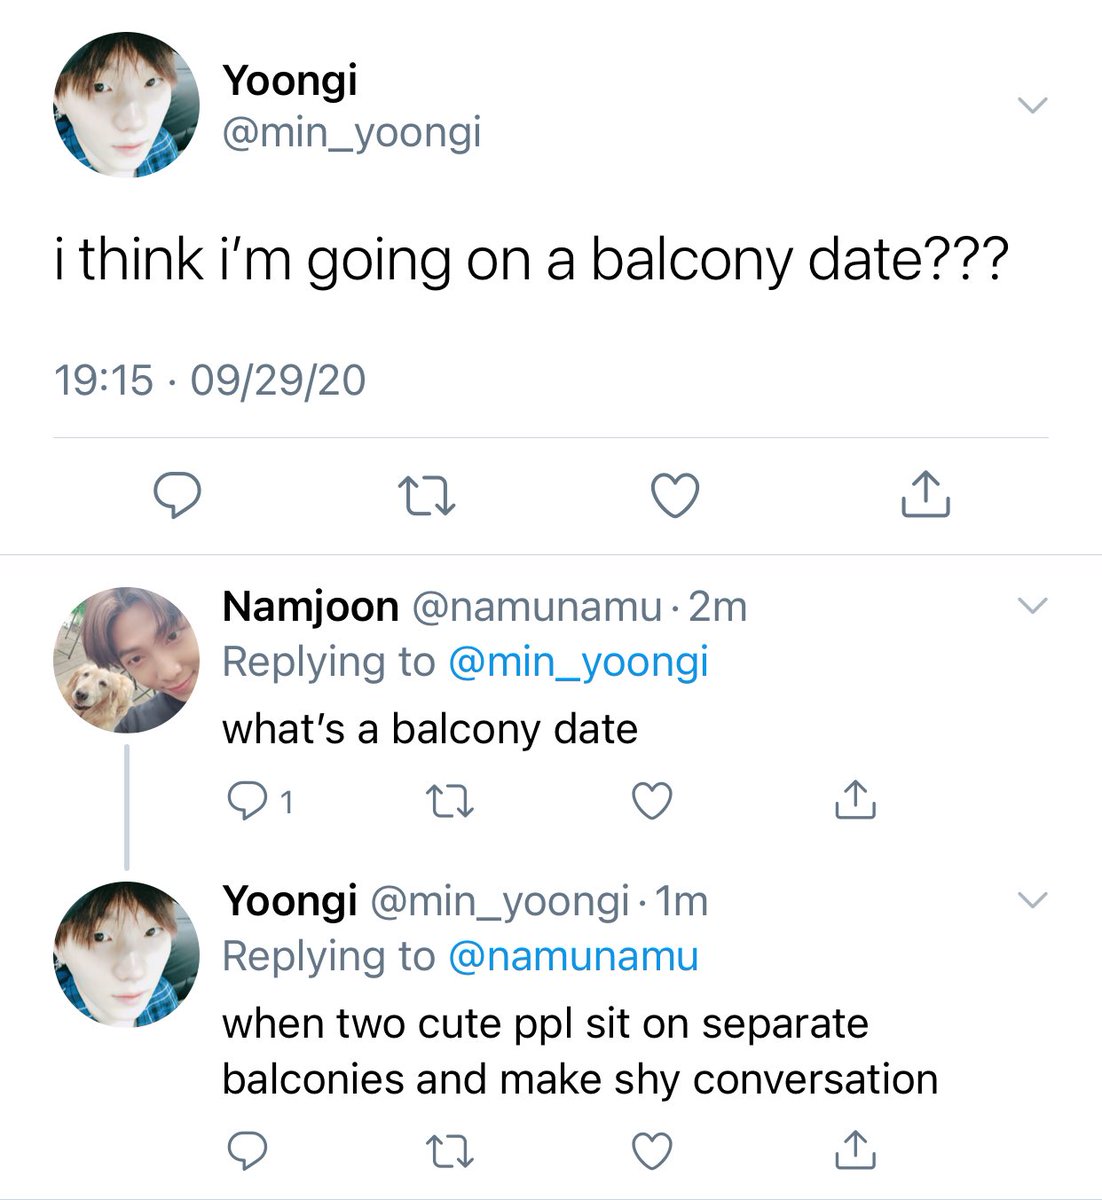 Yoongi
@min_yoongi
i think i’m going on a balcony date???
19:15 · 09/29/20
Namjoon @namunamu · 2m
Replying to @min_yoongi
what’s a balcony date
1
Yoongi @min_yoongi · 1m
Replying to @namunamu
when two cute ppl sit on separate
balconies and make shy conversation